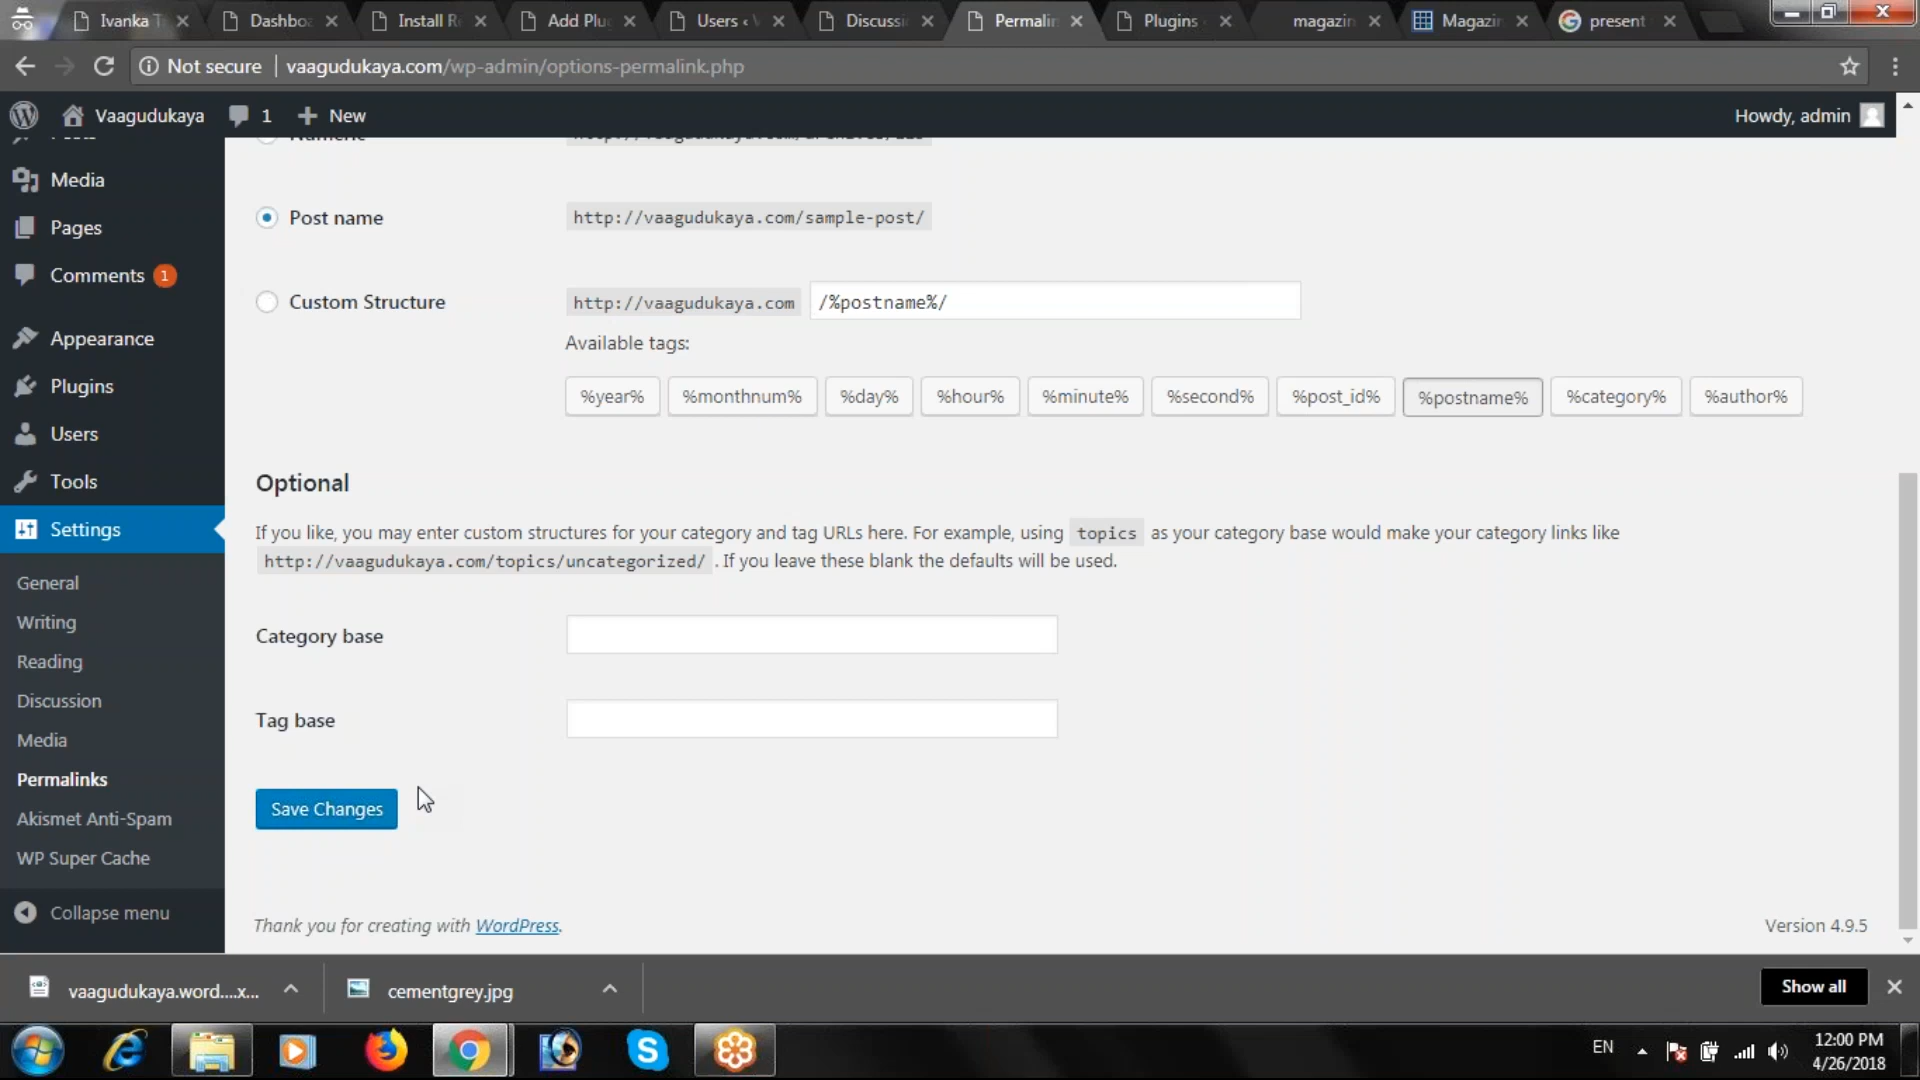 Ivanka T
Dashbo
Install R
Add Plu
Users ‹
Discussi
Permalin
Plugins
magazin
Magazin
present
Not secure | vaagudukaya.com/wp-admin/options-permalink.php
Vaagudukaya
1
New
Howdy, admin
Media
Pages
Comments 1
Appearance
Plugins
Users
Tools
Settings
General
Writing
Reading
Discussion
Media
Permalinks
Akismet Anti-Spam
WP Super Cache
Collapse menu
Numeric
Post name
http://vaagudukaya.com/sample-post/
Custom Structure
http://vaagudukaya.com
/%postname%/
Available tags:
%year% %monthnum% %day% %hour% %minute% %second% %post_id% %postname% %category% %author%
Optional
If you like, you may enter custom structures for your category and tag URLs here. For example, using topics as your category base would make your category links like
http://vaagudukaya.com/topics/uncategorized/ . If you leave these blank the defaults will be used.
Category base
Tag base
Save Changes
Thank you for creating with WordPress.
Version 4.9.5
vaagudukaya.word....x...
cementgrey.jpg
Show all
EN
12:00 PM
4/26/2018